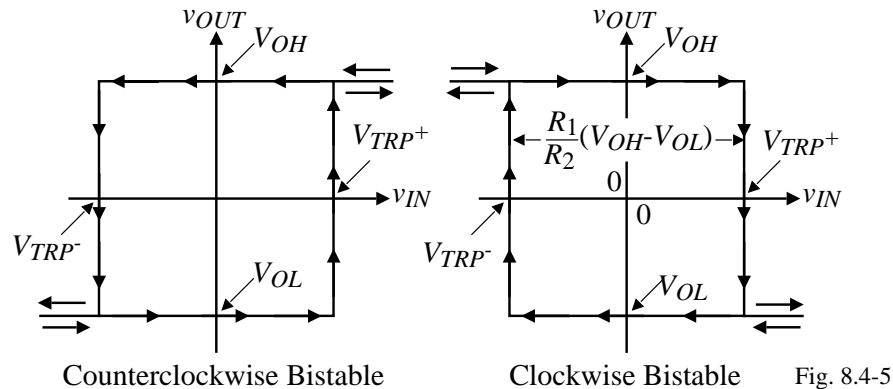 vOUT
VOH
VTRP+
vIN
VTRP-
VOL
Counterclockwise Bistable
vOUT
VOH
R1
R2
(VOH-VOL)
VTRP+
0
0
vIN
VTRP-
VOL
Clockwise Bistable
Fig. 8.4-5